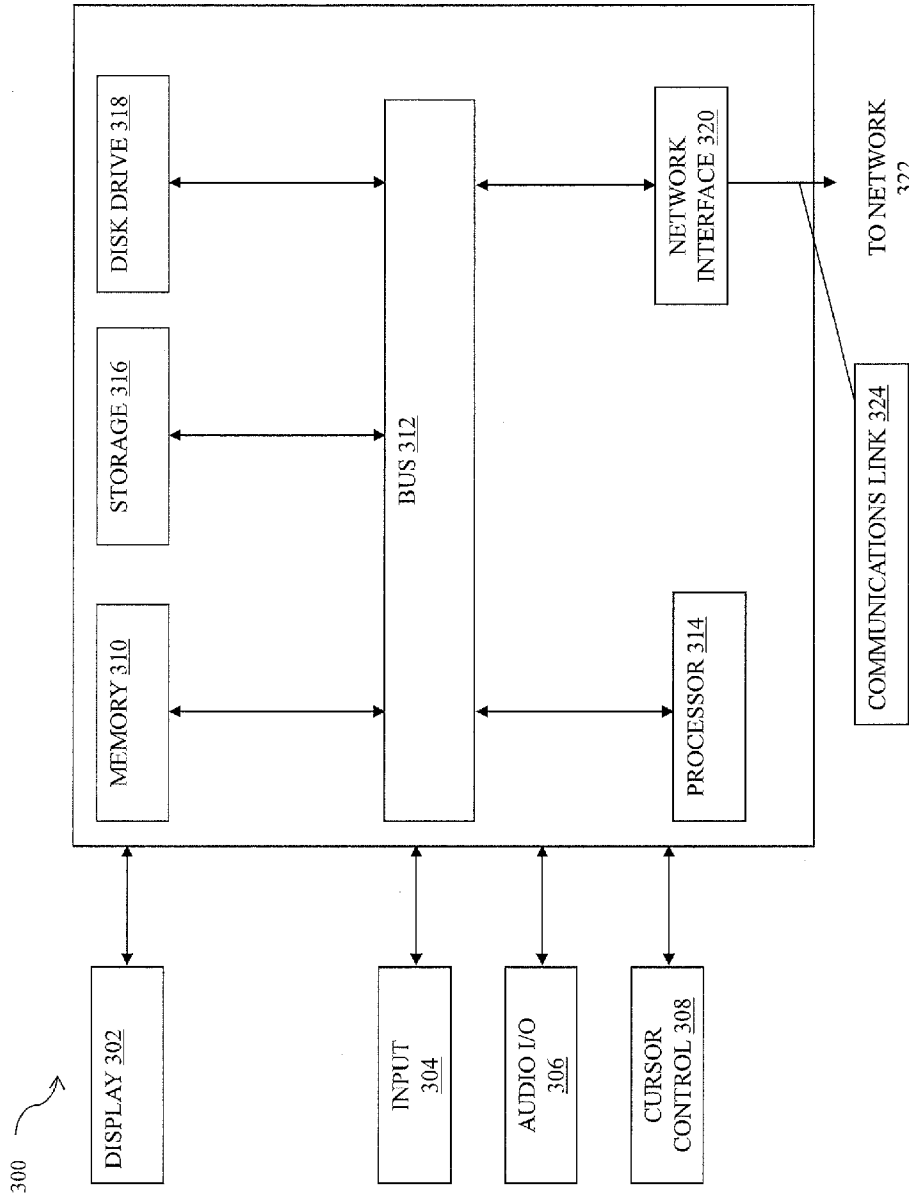 300
DISPLAY 302
INPUT
304
AUDIO I/O
306
CURSOR
CONTROL 308
MEMORY 310
STORAGE 316
DISK DRIVE 318
BUS 312
PROCESSOR 314
NETWORK
INTERFACE 320
COMMUNICATIONS LINK 324
TO NETWORK
322